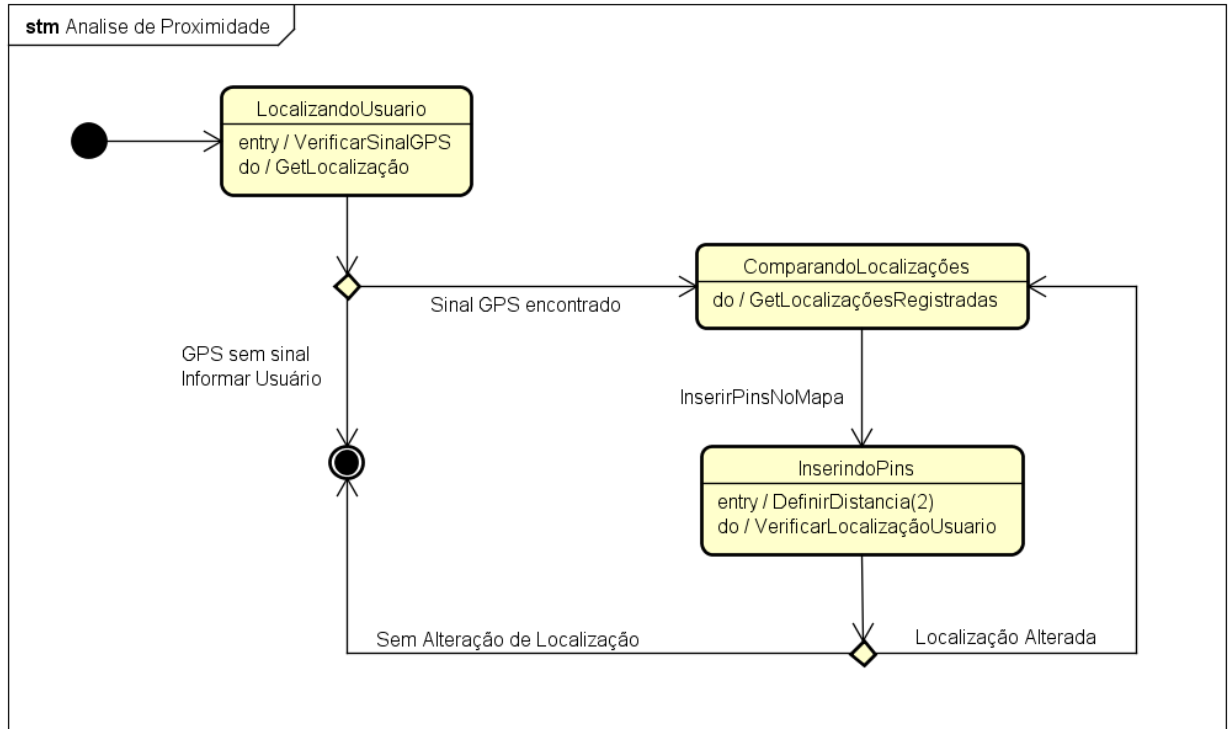 stm Analise de Proximidade
LocalizandoUsuario
entry / VerificarSinalGPS
do / GetLocalização
ComparandoLocalizações
do / GetLocalizaçõesRegistradas
Sinal GPS encontrado
GPS sem sinal
Informar Usuário
InserirPinsNoMapa
InserindoPins
entry / DefinirDistancia(2)
do / VerificarLocalizaçãoUsuario
Sem Alteração de Localização
Localização Alterada